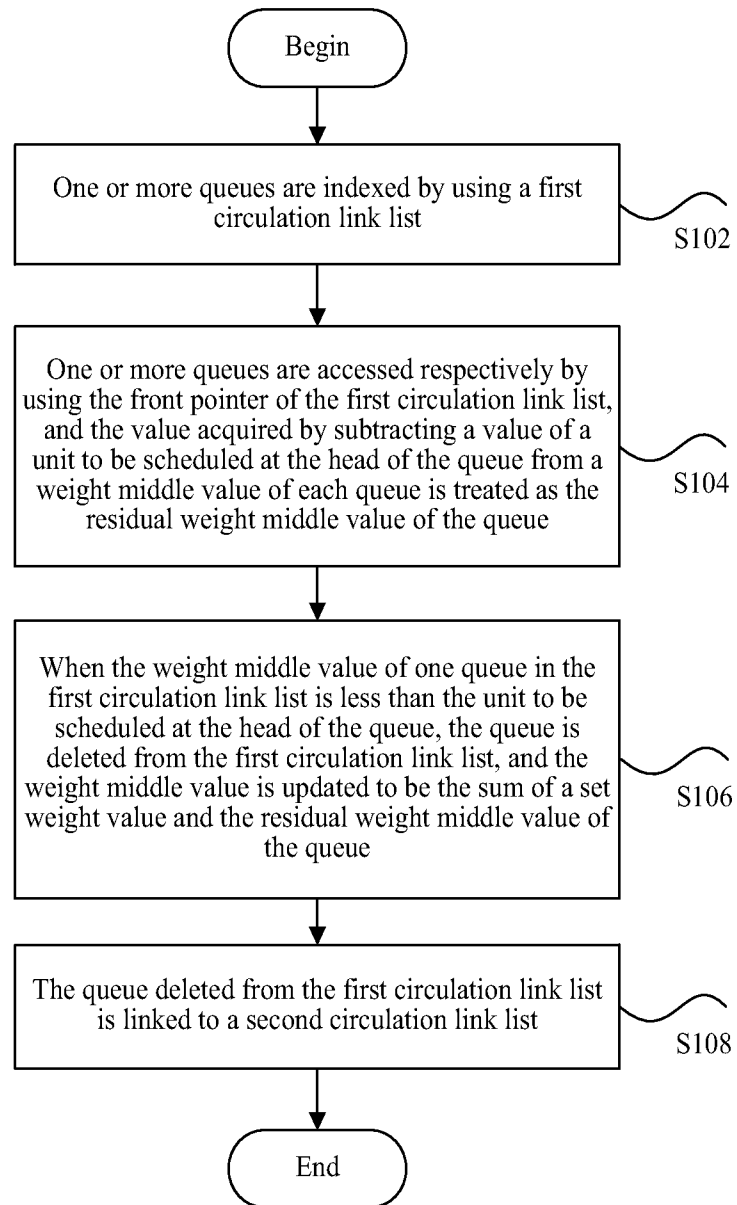 Begin
One or more queues are indexed by using a first
circulation link list
S102
One or more queues are accessed respectively by
using the front pointer of the first circulation link list,
and the value acquired by subtracting a value of a
unit to be scheduled at the head of the queue from a
weight middle value of each queue is treated as the
residual weight middle value of the queue
S104
When the weight middle value of one queue in the
first circulation link list is less than the unit to be
scheduled at the head of the queue, the queue is
deleted from the first circulation link list, and the
weight middle value is updated to be the sum of a set
weight value and the residual weight middle value of
the queue
S106
The queue deleted from the first circulation link list
is linked to a second circulation link list
S108
End